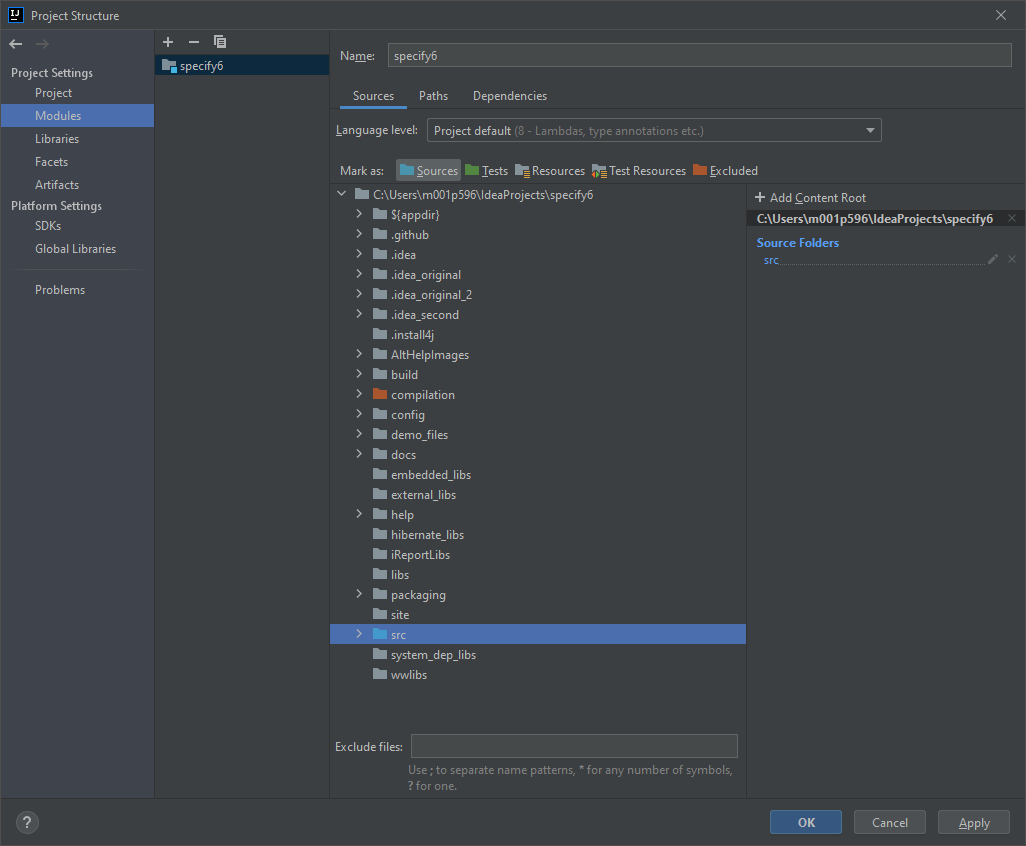 Project Structure
Project Settings
Project
Modules
Libraries
Facets
Artifacts
Platform Settings
SDKs
Global Libraries
Problems
specify6
Name: specify6
Sources Paths Dependencies
Language level: Project default (8 - Lambdas, type annotations etc.)
Mark as: Sources Tests Resources Test Resources Excluded
C:\Users\m001p596\IdeaProjects\specify6
${appdir}
.github
.idea
.idea_original
.idea_original_2
.idea_second
.install4j
AltHelpImages
build
compilation
config
demo_files
docs
embedded_libs
external_libs
help
hibernate_libs
iReportLibs
libs
packaging
site
src
system_dep_libs
wwlibs
Exclude files:
Use ; to separate name patterns, * for any number of symbols,
? for one.
+ Add Content Root
C:\Users\m001p596\IdeaProjects\specify6
Source Folders
src
?
OK Cancel Apply